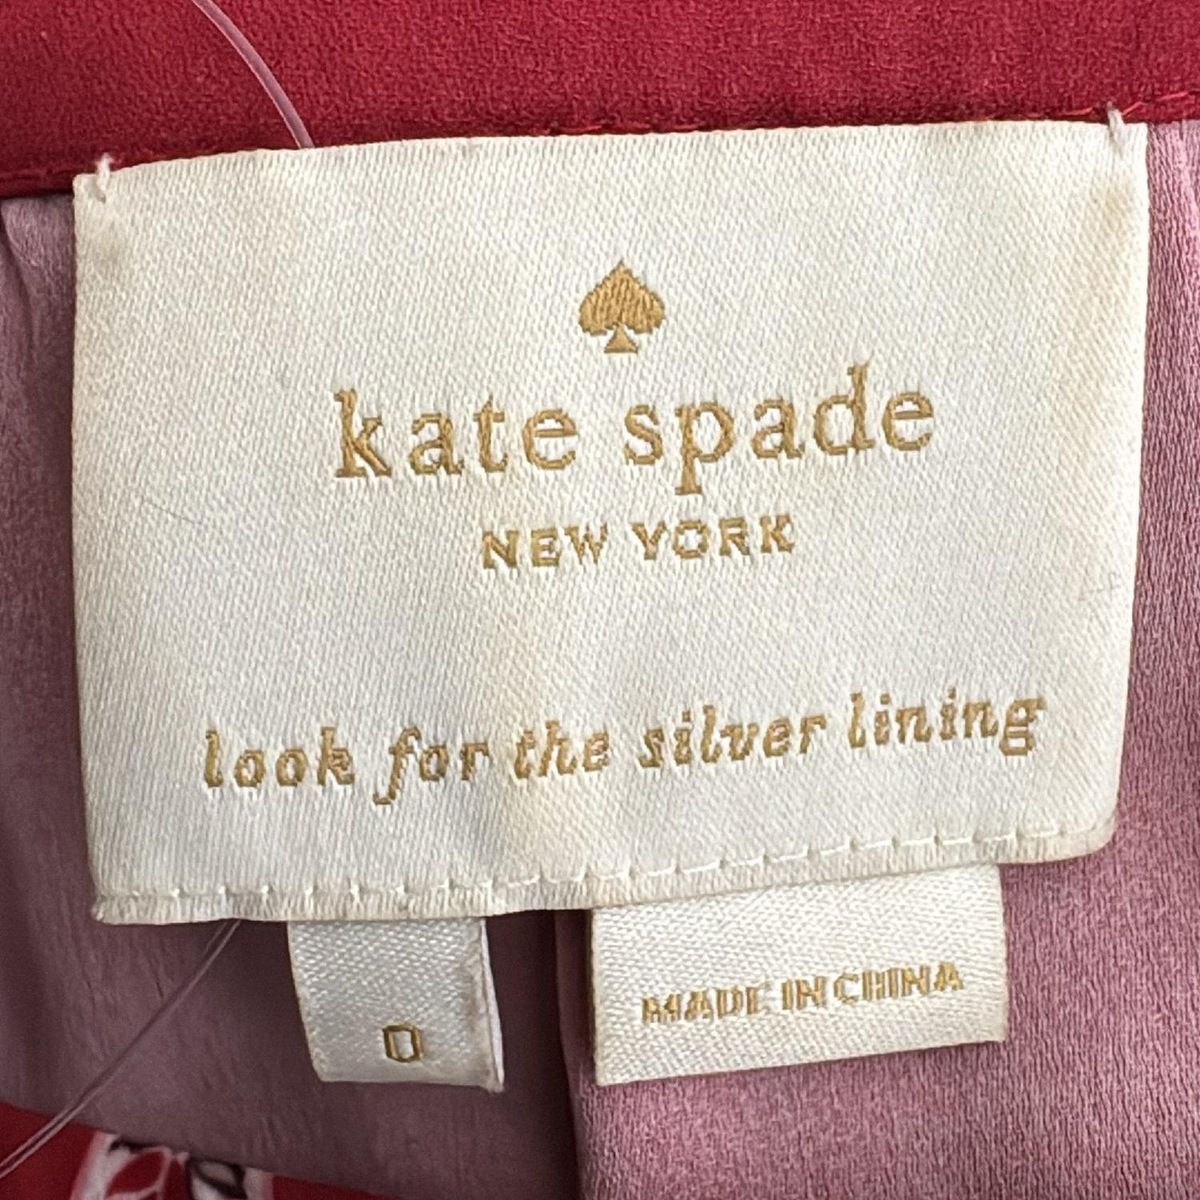 kate spade
NEW YORK
look for the silver lining
0
MADE IN CHINA